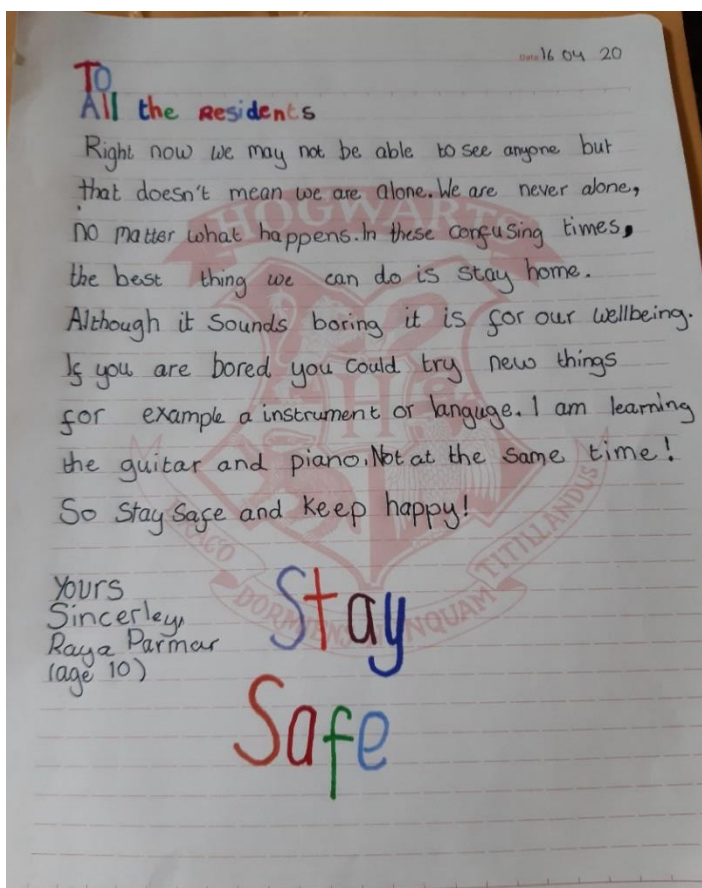 Date 16 04 20
To
All the Residents
Right now we may not be able to see anyone but
that doesn't mean we are alone. We are never alone,
no matter what happens. In these confusing times,
the best thing we can do is stay home.
Although it sounds boring it is for our wellbeing.
If you are bored you could try new things
for example a instrument or languge. I am learning
the guitar and piano. Not at the same time!
So stay safe and keep happy!
Yours
Sincerley,
Raya Parmar
(age 10)
Stay
Safe
HOGWARTS
H
DRACO DORMIENS NUNQUAM TITILLANDUS